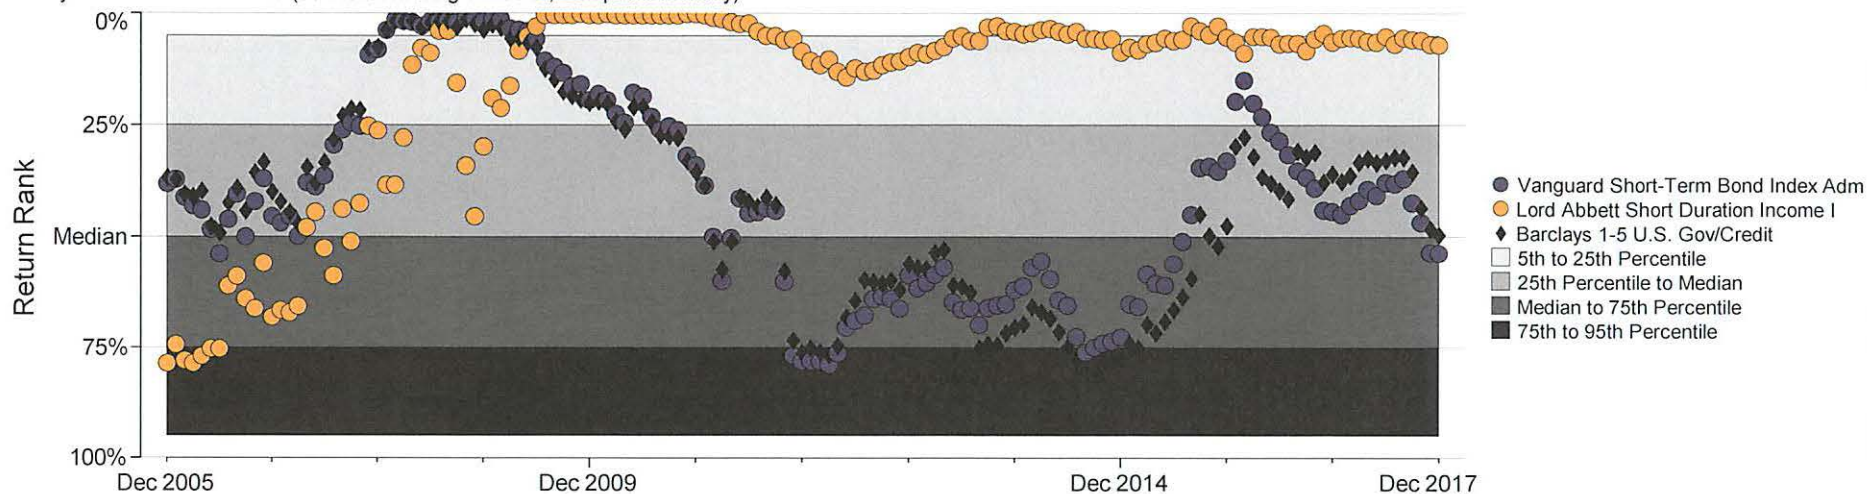 0%
25%
Median
75%
100%
Return Rank
Dec 2005
Dec 2009
Dec 2014
Dec 2017
Vanguard Short-Term Bond Index Adm
Lord Abbett Short Duration Income I
Barclays 1-5 U.S. Gov/Credit
5th to 25th Percentile
25th Percentile to Median
Median to 75th Percentile
75th to 95th Percentile